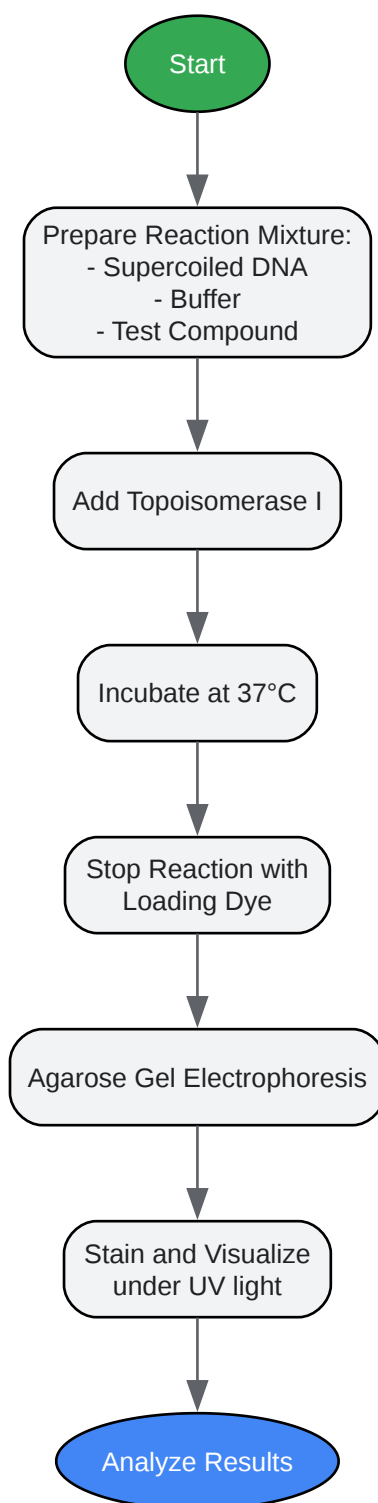 Start
Prepare Reaction Mixture:
- Supercoiled DNA
- Buffer
- Test Compound
Add Topoisomerase I
Incubate at 37°C
Stop Reaction with
Loading Dye
Agarose Gel Electrophoresis
Stain and Visualize
under UV light
Analyze Results